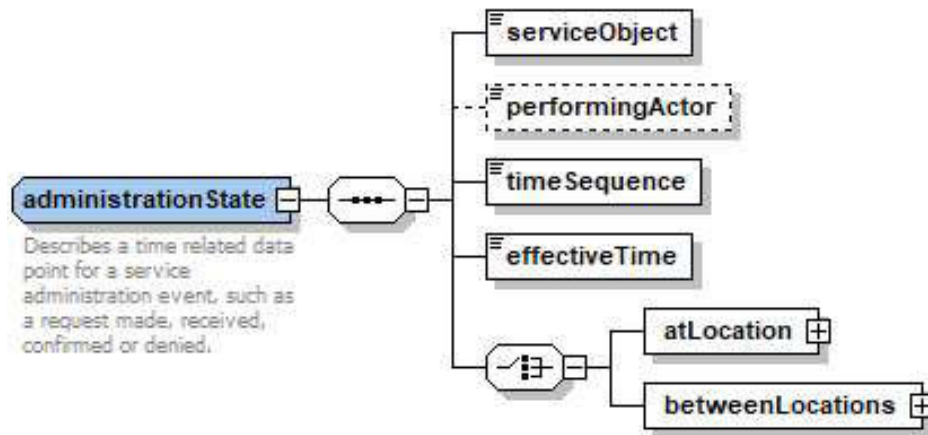 serviceObject
performingActor
administrationState
timeSequence
effectiveTime
Describes a time related data
point for a service
administration event, such as
a request made, received,
confirmed or denied.
atLocation
betweenLocations